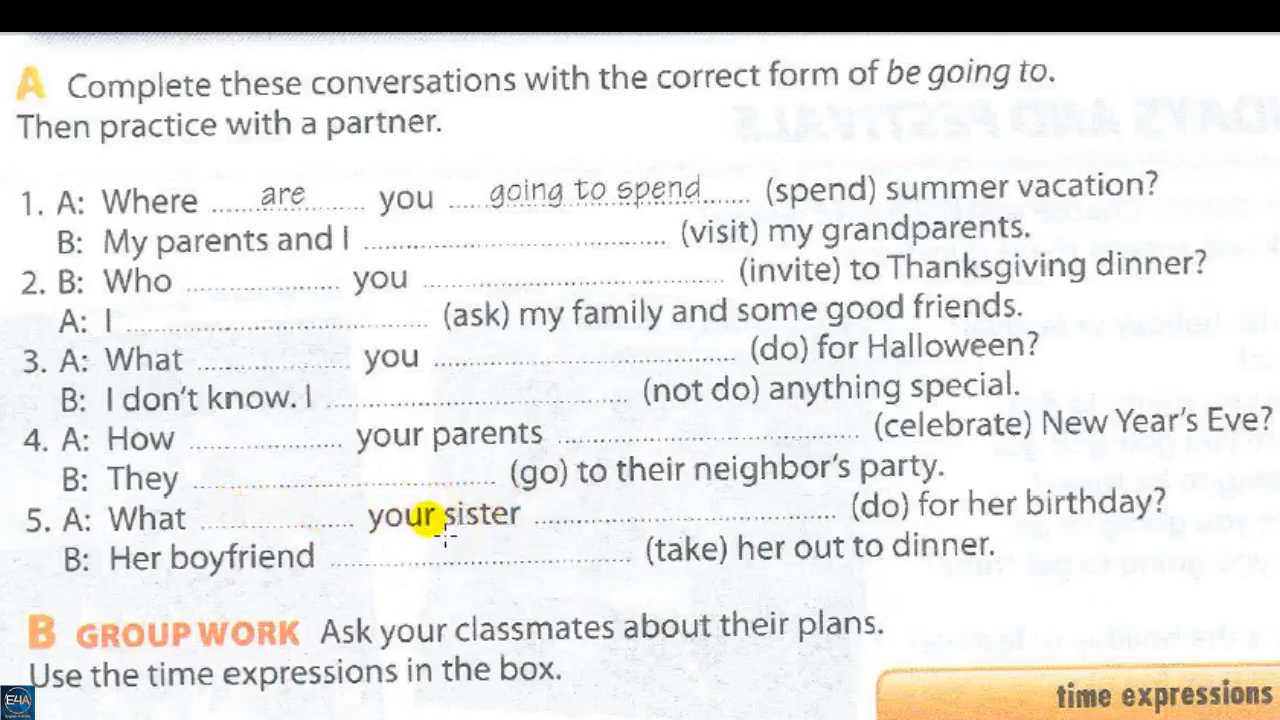 A Complete these conversations with the correct form of be going to.
Then practice with a partner.
1. A: Where are you going to spend (spend) summer vacation?
B: My parents and I (visit) my grandparents.
2. B: Who you (invite) to Thanksgiving dinner?
A: I (ask) my family and some good friends.
3. A: What you (do) for Halloween?
B: I don't know. I (not do) anything special.
4. A: How your parents (celebrate) New Year's Eve?
B: They (go) to their neighbor's party.
5. A: What your sister (do) for her birthday?
B: Her boyfriend (take) her out to dinner.
B GROUP WORK Ask your classmates about their plans.
Use the time expressions in the box.
time expressions
E4A